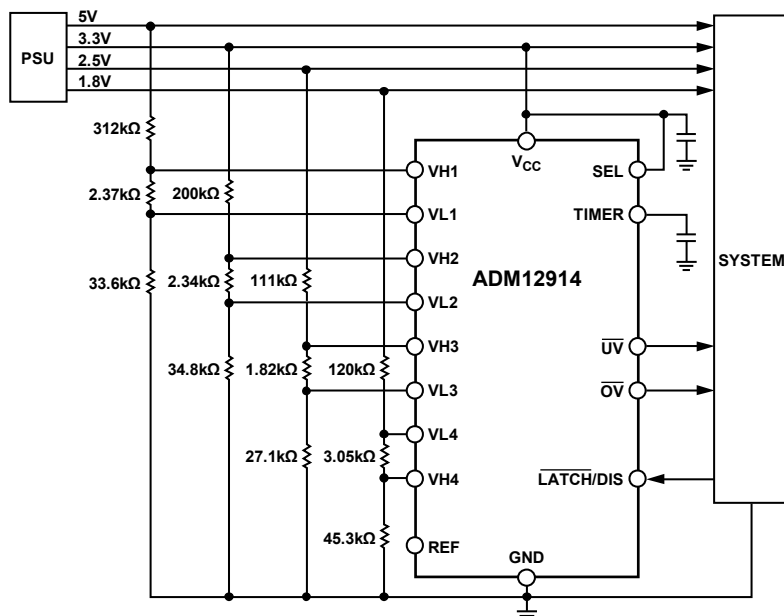 5V
3.3V
PSU
2.5V
1.8V
312kΩ
2.37kΩ
200kΩ
33.6kΩ
2.34kΩ
111kΩ
34.8kΩ
1.82kΩ
120kΩ
27.1kΩ
3.05kΩ
45.3kΩ
VCC
VH1
SEL
VL1
TIMER
VH2
ADM12914
VL2
VH3
UV
VL3
OV
VL4
VH4
LATCH/DIS
REF
GND
SYSTEM